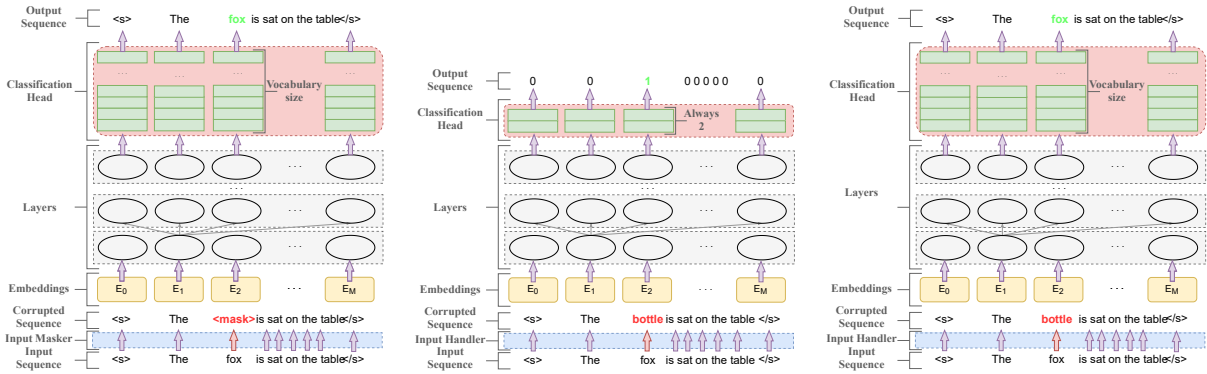 Output Sequence <s> The fox is sat on the table</s>
Classification Head
. . .
Vocabulary size
Layers
. . .
. . .
. . .
. . .
Embeddings E0 E1 E2 . . . EM
Corrupted Sequence <s> The <mask> is sat on the table</s>
Input Masker
Input Sequence <s> The fox is sat on the table</s>
Output Sequence 0 0 1 0 0 0 0 0 0
Classification Head
Always 2
Layers
. . .
. . .
. . .
. . .
Embeddings E0 E1 E2 . . . EM
Corrupted Sequence <s> The bottle is sat on the table </s>
Input Handler
Input Sequence <s> The fox is sat on the table </s>
Output Sequence <s> The fox is sat on the table</s>
Classification Head
. . .
Vocabulary size
Layers
. . .
. . .
. . .
. . .
Embeddings E0 E1 E2 . . . EM
Corrupted Sequence <s> The bottle is sat on the table</s>
Input Handler
Input Sequence <s> The fox is sat on the table </s>